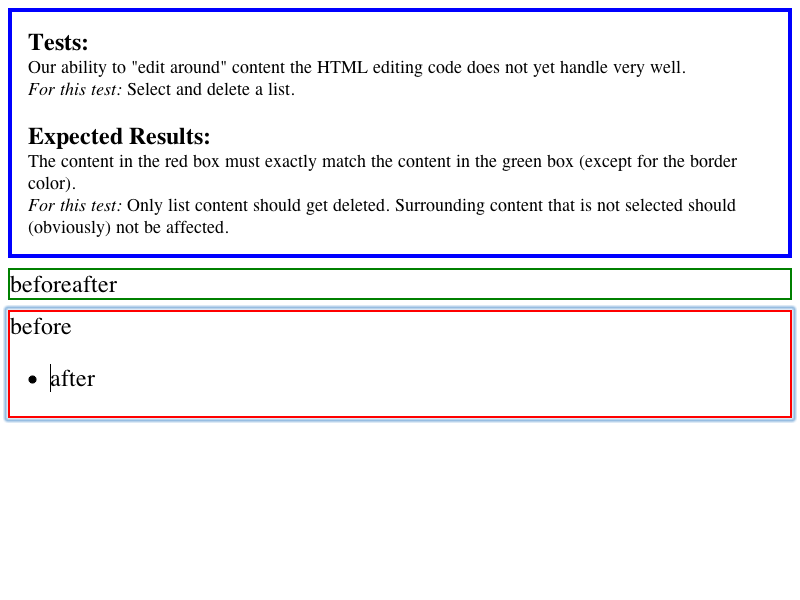 Tests:
Our ability to "edit around" content the HTML editing code does not yet handle very well.
For this test: Select and delete a list.
Expected Results:
The content in the red box must exactly match the content in the green box (except for the border
color).
For this test: Only list content should get deleted. Surrounding content that is not selected should
(obviously) not be affected.
beforeafter
before
• after